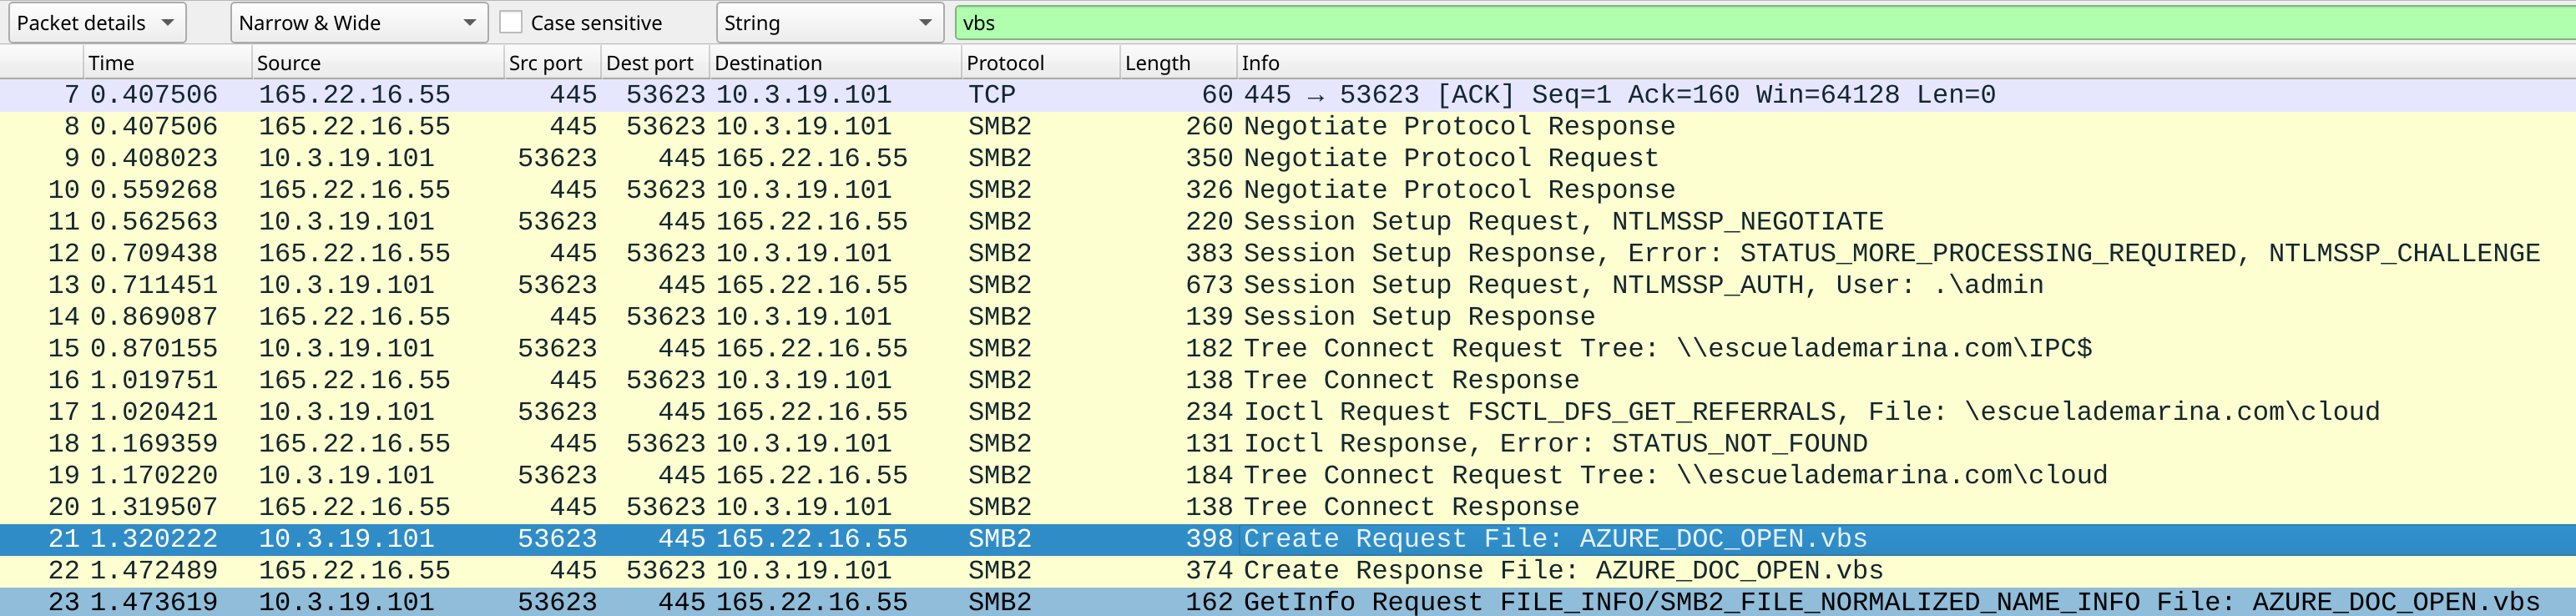 Packet details Narrow & Wide Case sensitive String vbs
Time Source Src port Dest port Destination Protocol Length Info
7 0.407506 165.22.16.55 445 53623 10.3.19.101 TCP 60 445 → 53623 [ACK] Seq=1 Ack=160 Win=64128 Len=0
8 0.407506 165.22.16.55 445 53623 10.3.19.101 SMB2 260 Negotiate Protocol Response
9 0.408023 10.3.19.101 53623 445 165.22.16.55 SMB2 350 Negotiate Protocol Request
10 0.559268 165.22.16.55 445 53623 10.3.19.101 SMB2 326 Negotiate Protocol Response
11 0.562563 10.3.19.101 53623 445 165.22.16.55 SMB2 220 Session Setup Request, NTLMSSP_NEGOTIATE
12 0.709438 165.22.16.55 445 53623 10.3.19.101 SMB2 383 Session Setup Response, Error: STATUS_MORE_PROCESSING_REQUIRED, NTLMSSP_CHALLENGE
13 0.711451 10.3.19.101 53623 445 165.22.16.55 SMB2 673 Session Setup Request, NTLMSSP_AUTH, User: .\admin
14 0.869087 165.22.16.55 445 53623 10.3.19.101 SMB2 139 Session Setup Response
15 0.870155 10.3.19.101 53623 445 165.22.16.55 SMB2 182 Tree Connect Request Tree: \\escuelademarina.com\IPC$
16 1.019751 165.22.16.55 445 53623 10.3.19.101 SMB2 138 Tree Connect Response
17 1.020421 10.3.19.101 53623 445 165.22.16.55 SMB2 234 Ioctl Request FSCTL_DFS_GET_REFERRALS, File: \escuelademarina.com\cloud
18 1.169359 165.22.16.55 445 53623 10.3.19.101 SMB2 131 Ioctl Response, Error: STATUS_NOT_FOUND
19 1.170220 10.3.19.101 53623 445 165.22.16.55 SMB2 184 Tree Connect Request Tree: \\escuelademarina.com\cloud
20 1.319507 165.22.16.55 445 53623 10.3.19.101 SMB2 138 Tree Connect Response
21 1.320222 10.3.19.101 53623 445 165.22.16.55 SMB2 398 Create Request File: AZURE_DOC_OPEN.vbs
22 1.472489 165.22.16.55 445 53623 10.3.19.101 SMB2 374 Create Response File: AZURE_DOC_OPEN.vbs
23 1.473619 10.3.19.101 53623 445 165.22.16.55 SMB2 162 GetInfo Request FILE_INFO/SMB2_FILE_NORMALIZED_NAME_INFO File: AZURE_DOC_OPEN.vbs